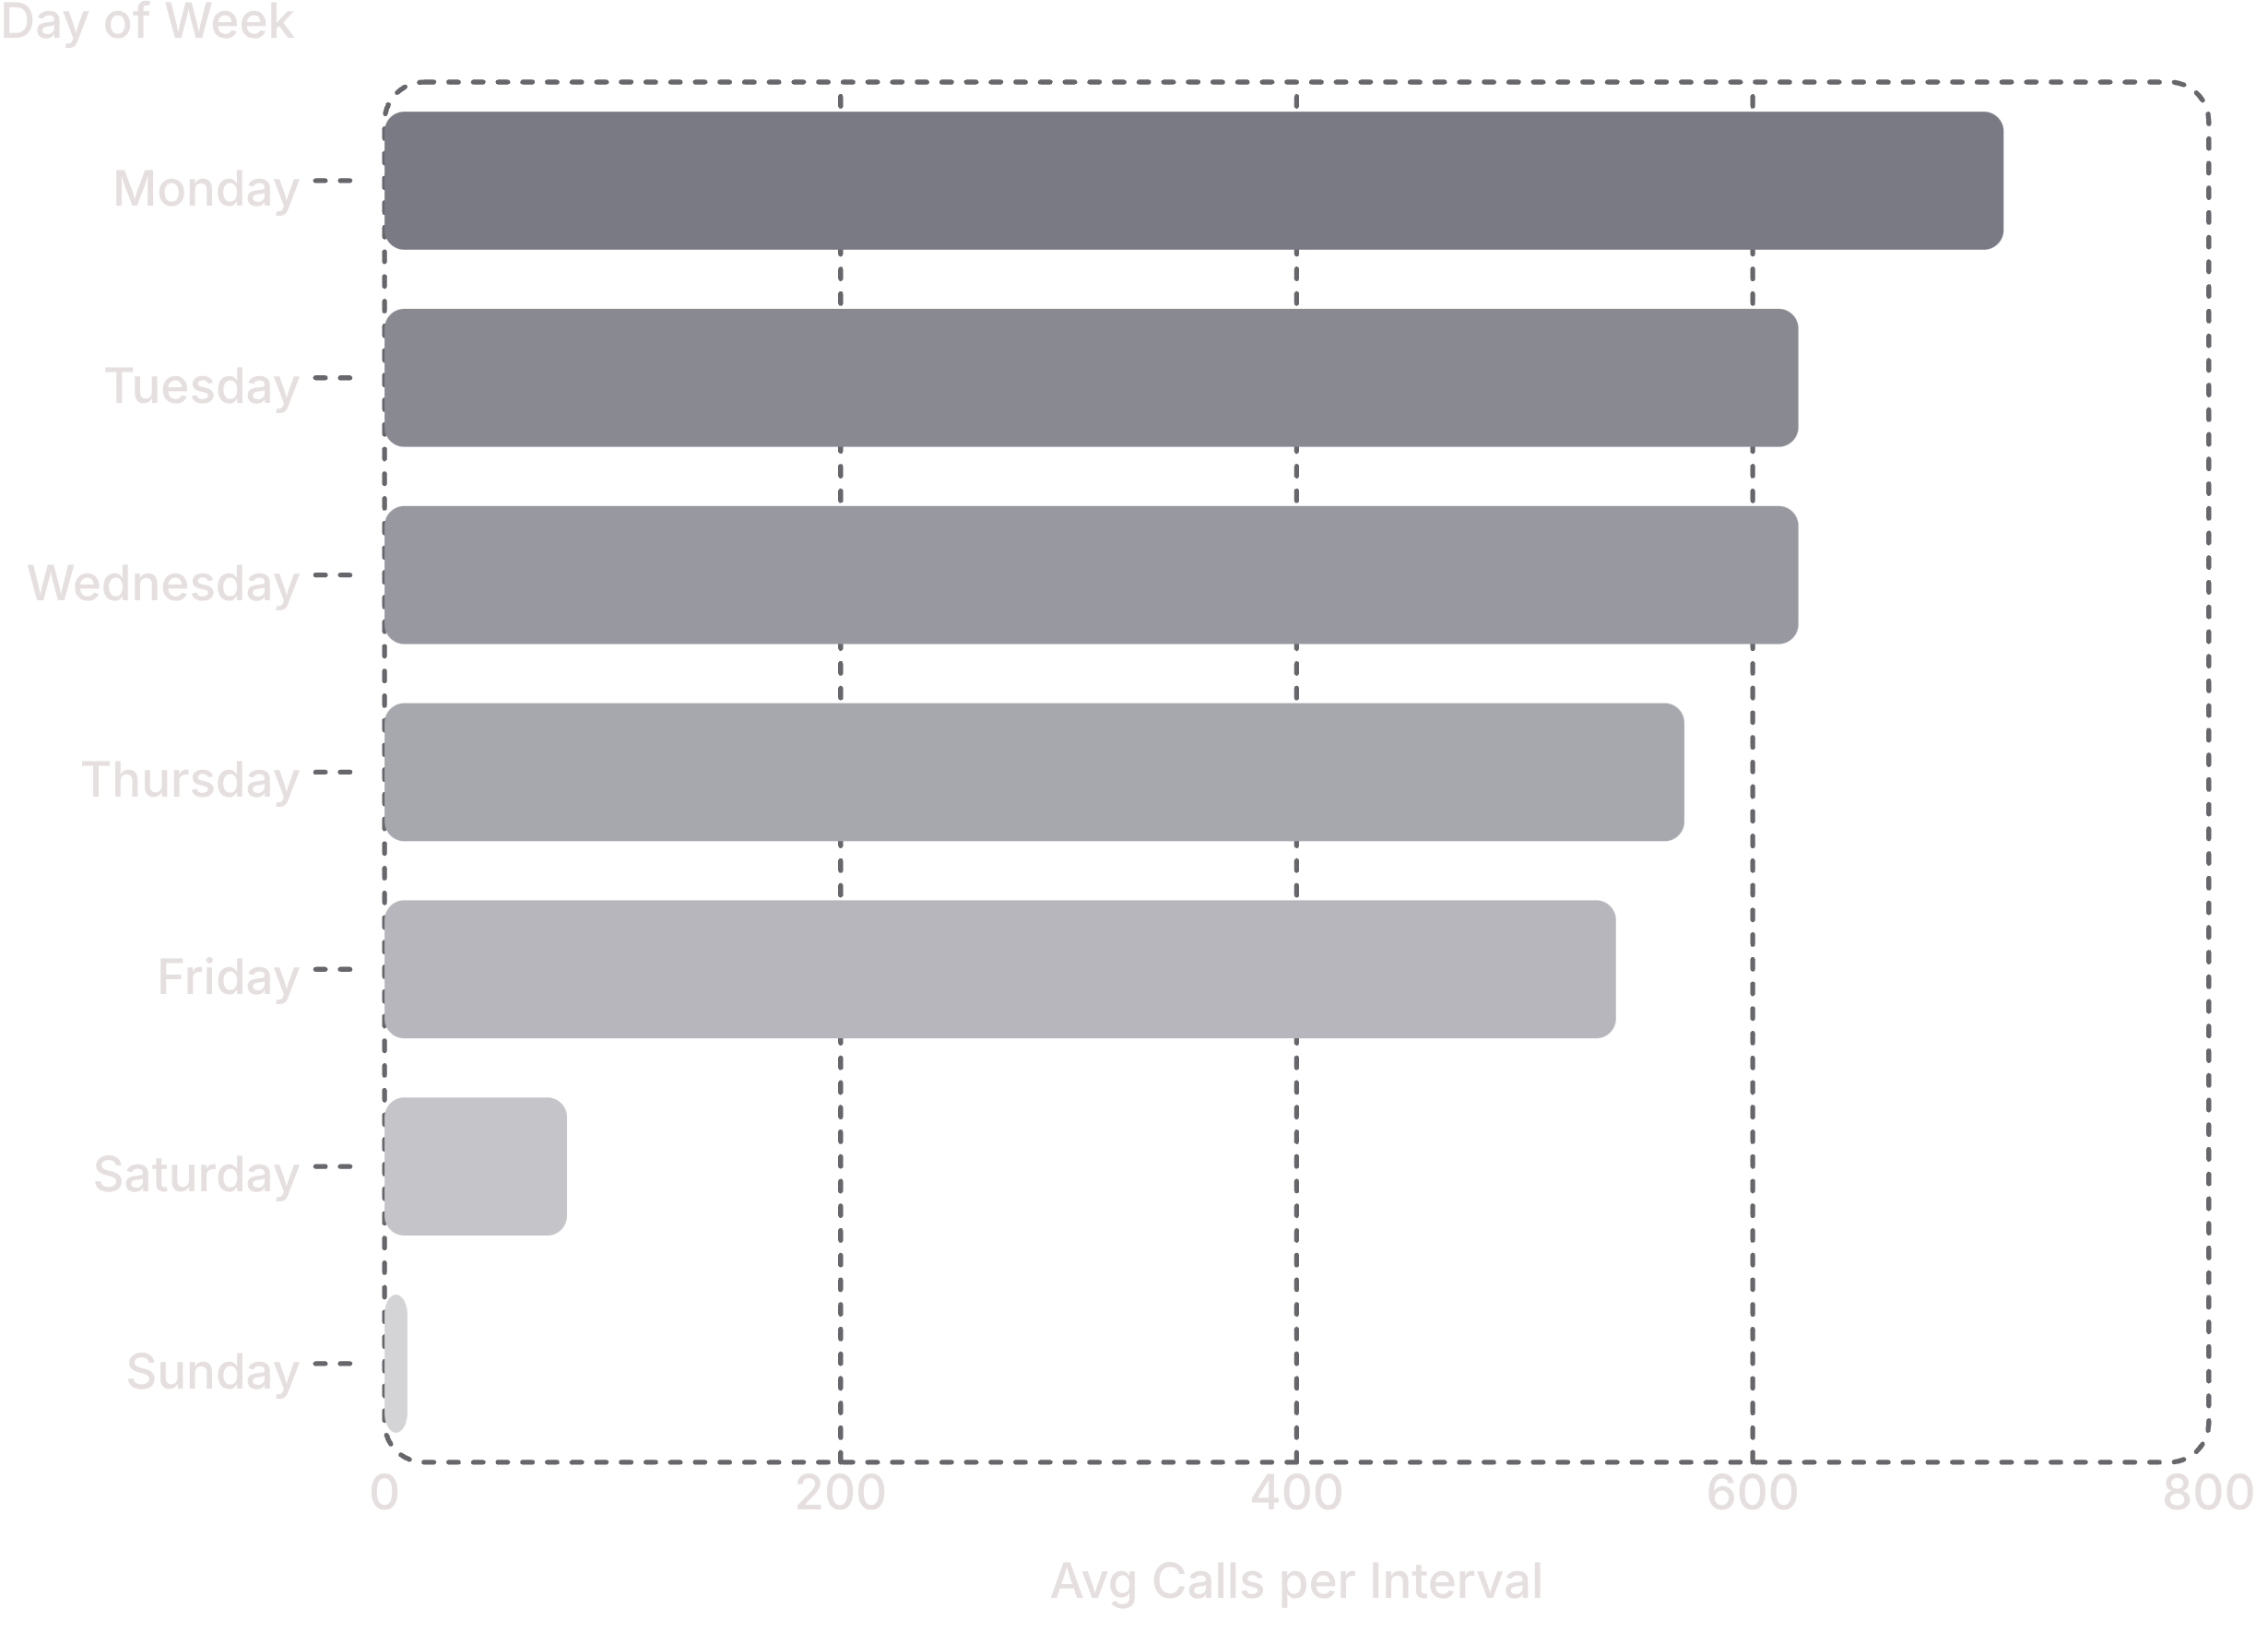 Day of Week
Monday
Tuesday
Wednesday
Thursday
Friday
Saturday
Sunday
0 200 400 600 800
Avg Calls per Interval